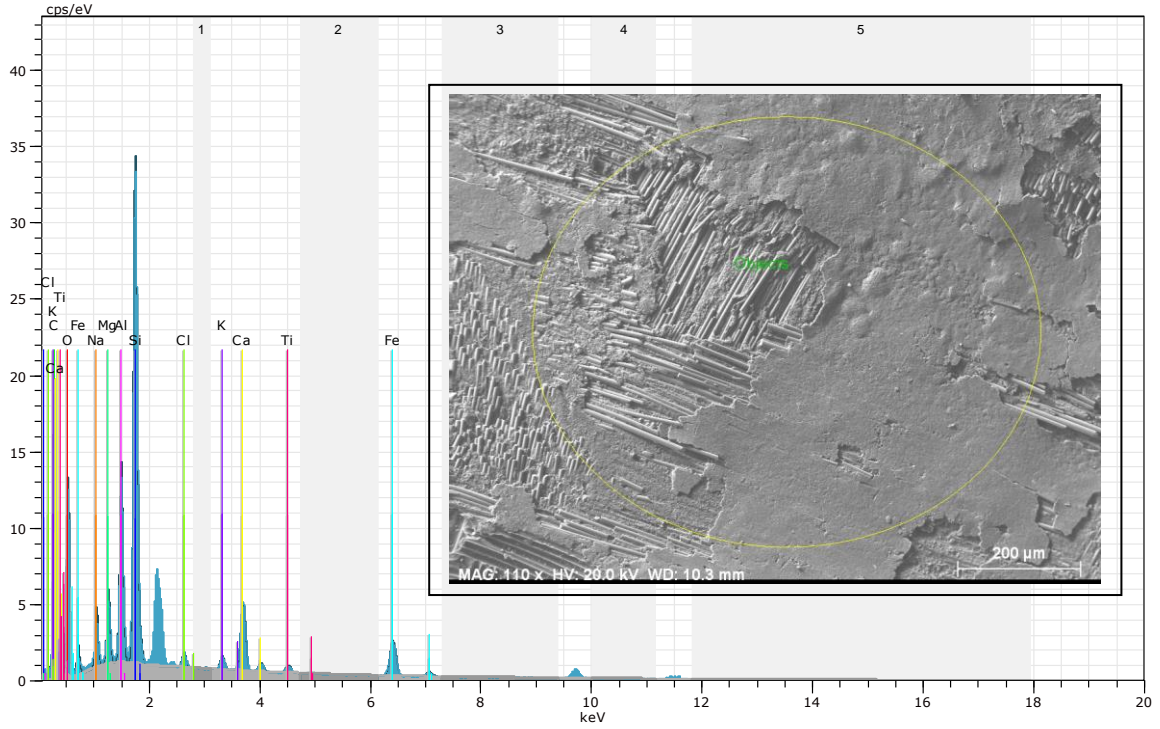 cps/eV
1 2 3 4 5
40
35
30
25
20
15
10
5
0
Cl
Ti
K
C Fe Mg Al K
O Na Si Cl Ca Ti Fe
Ca
2 4 6 8 10 12 14 16 18 20
keV
200 µm
MAG: 110 x HV: 20.0 kV WD: 10.3 mm